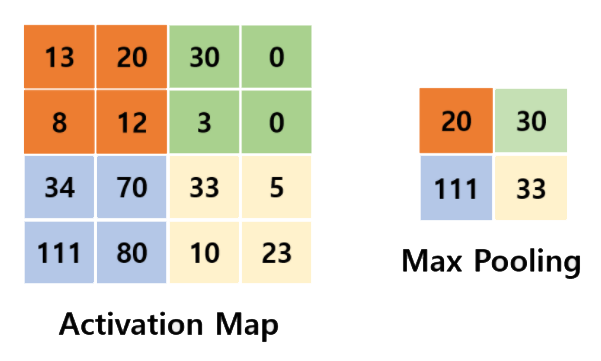 13 20 30 0
8 12 3 0
34 70 33 5
111 80 10 23
Activation Map
20 30
111 33
Max Pooling